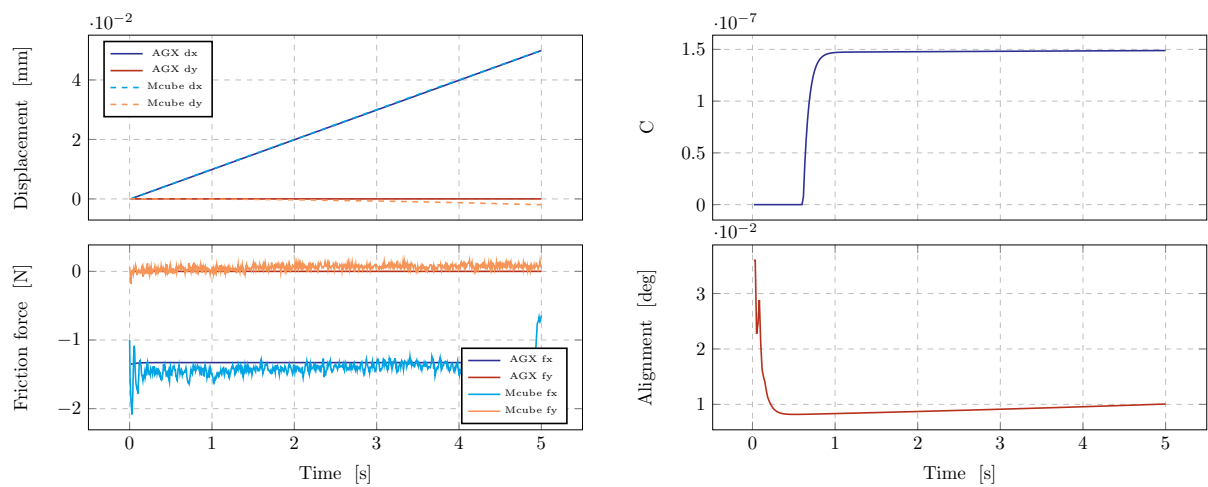 ·10−2
Displacement [mm]
4
2
0
AGX dx
AGX dy
Mcube dx
Mcube dy
Friction force [N]
0
−1
−2
AGX fx
AGX fy
Mcube fx
Mcube fy
0 1 2 3 4 5
Time [s]
·10−7
C
1.5
1
0.5
0
·10−2
Alignment [deg]
3
2
1
0 1 2 3 4 5
Time [s]